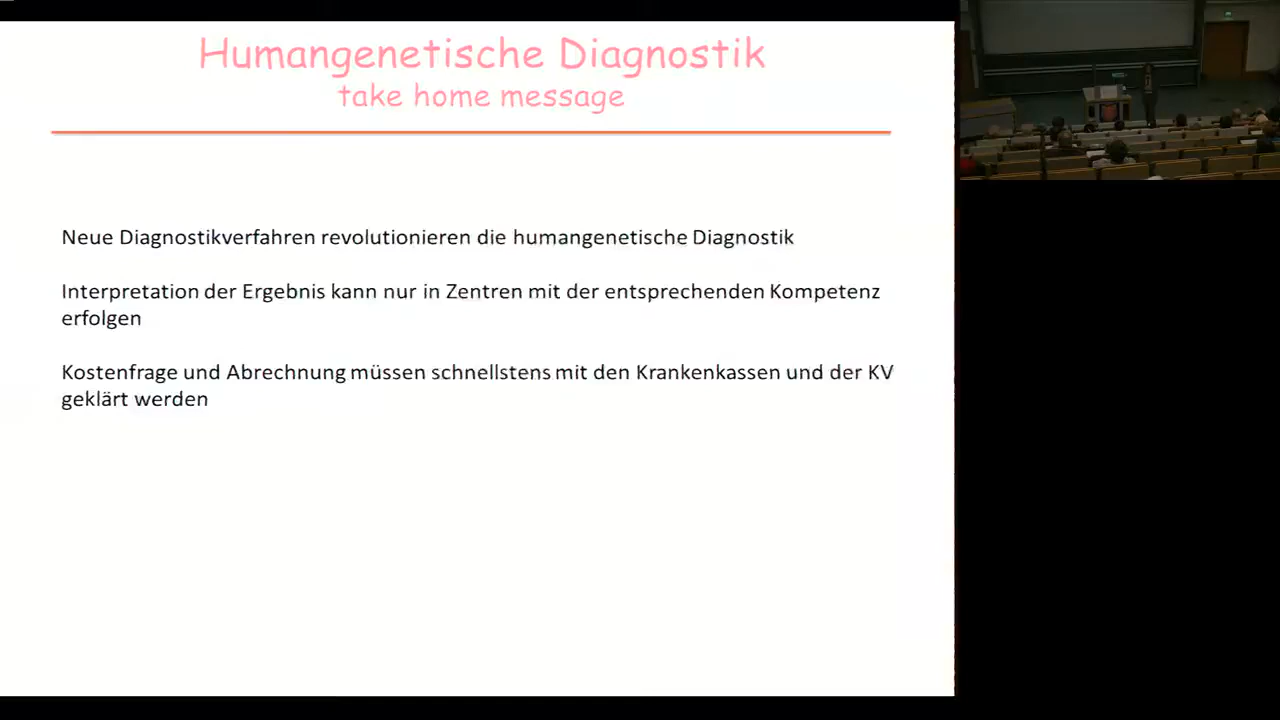 Humangenetische Diagnostik
take home message
Neue Diagnostikverfahren revolutionieren die humangenetische Diagnostik
Interpretation der Ergebnis kann nur in Zentren mit der entsprechenden Kompetenz
erfolgen
Kostenfrage und Abrechnung müssen schnellstens mit den Krankenkassen und der KV
geklärt werden